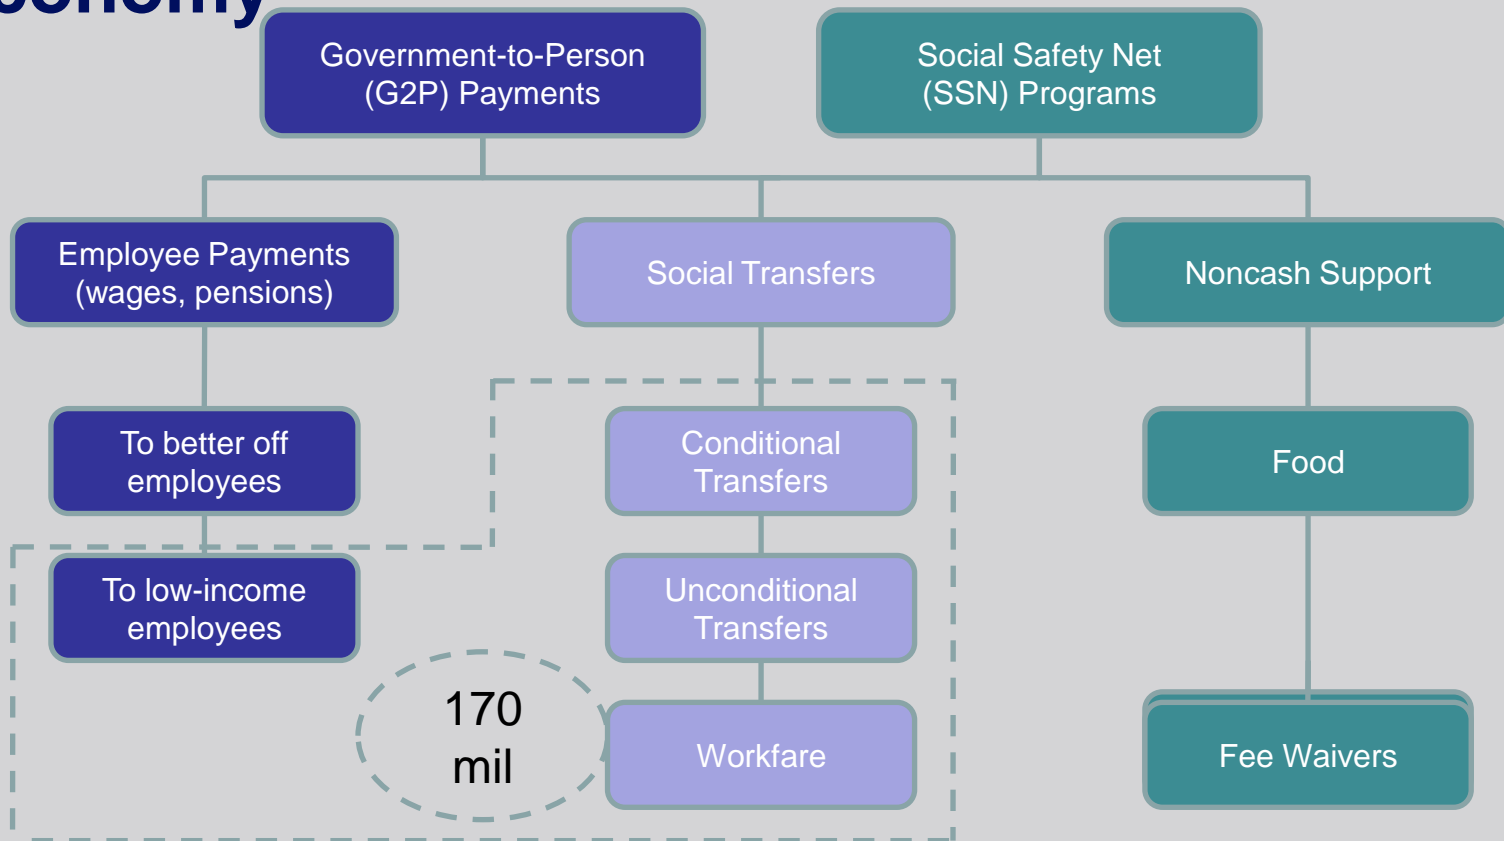 Government-to-Person
(G2P) Payments
Social Safety Net
(SSN) Programs
Employee Payments
(wages, pensions)
Social Transfers
Noncash Support
To better off
employees
Conditional
Transfers
Food
To low-income
employees
Unconditional
Transfers
170
mil
Workfare
Fee Waivers